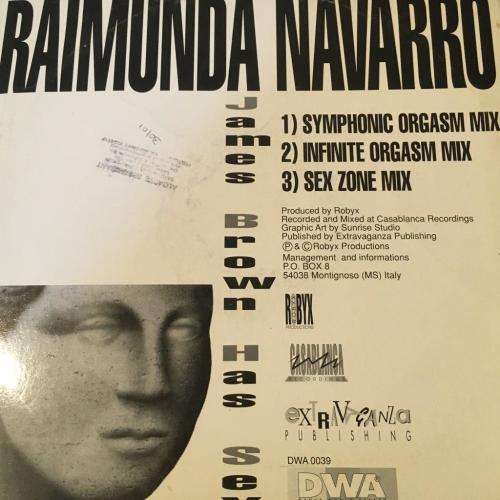 RAIMUNDA NAVARRO
James Brown Has Sex
1) SYMPHONIC ORGASM MIX
2) INFINITE ORGASM MIX
3) SEX ZONE MIX
Produced by Robyx
Recorded and Mixed at Casablanca Recordings
Graphic Art by Sunrise Studio
Published by Extravaganza Publishing
Ⓟ & ©Robyx Productions
Management and informations
P.O. BOX 8
54038 Montignoso (MS) Italy
ROBYX
PRODUCTIONS
CASABLANCA
RECORDINGS
eXTRAVaGANZa
PUBLISHING
DWA 0039
DWA